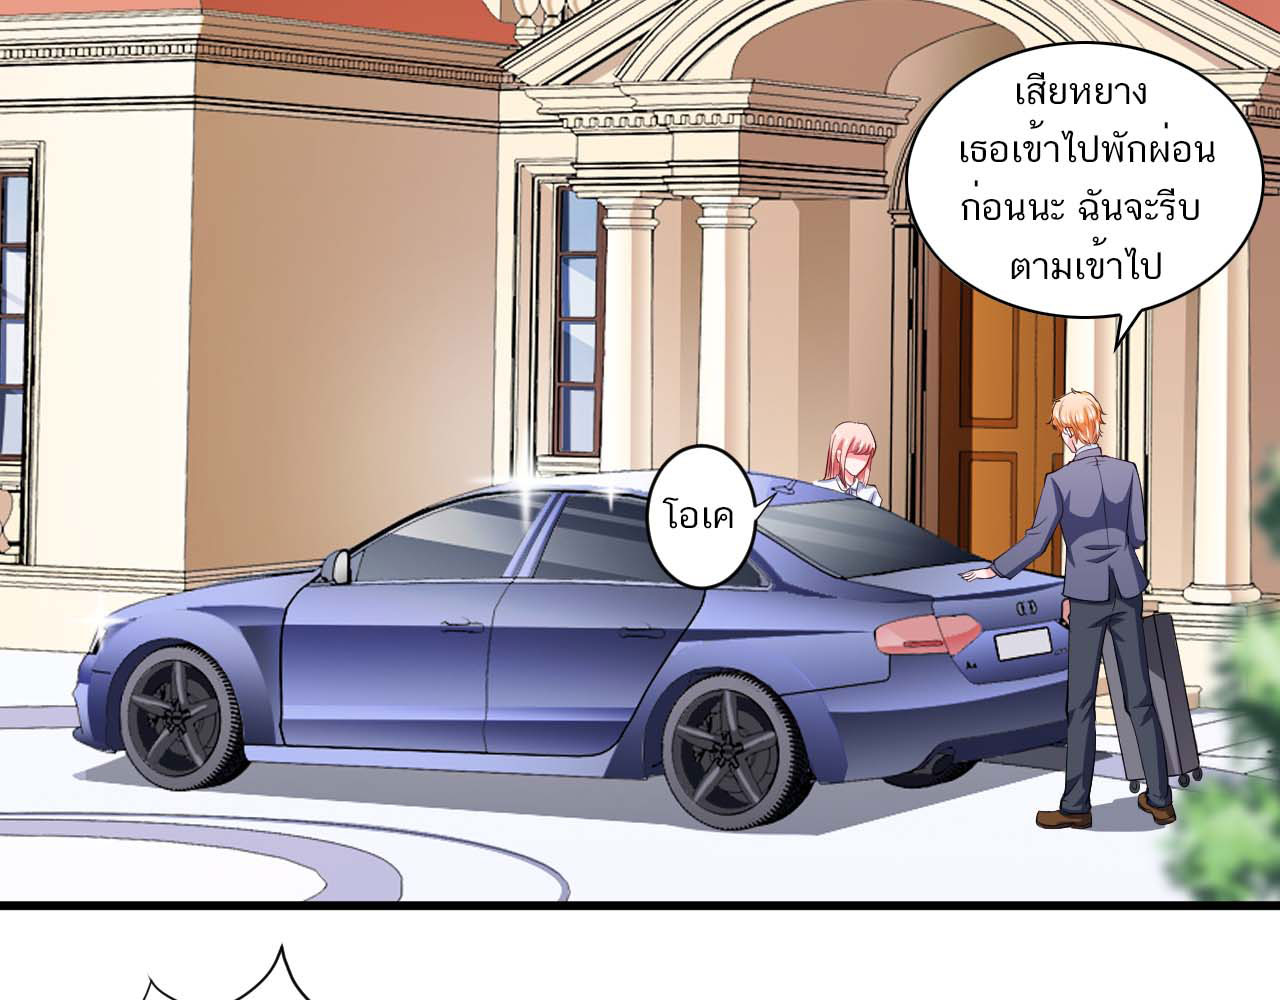 เสียหยาง
เธอเข้าไปพักผ่อน
ก่อนนะ ฉันจะรีบ
ตามเข้าไป
โอเค
A4